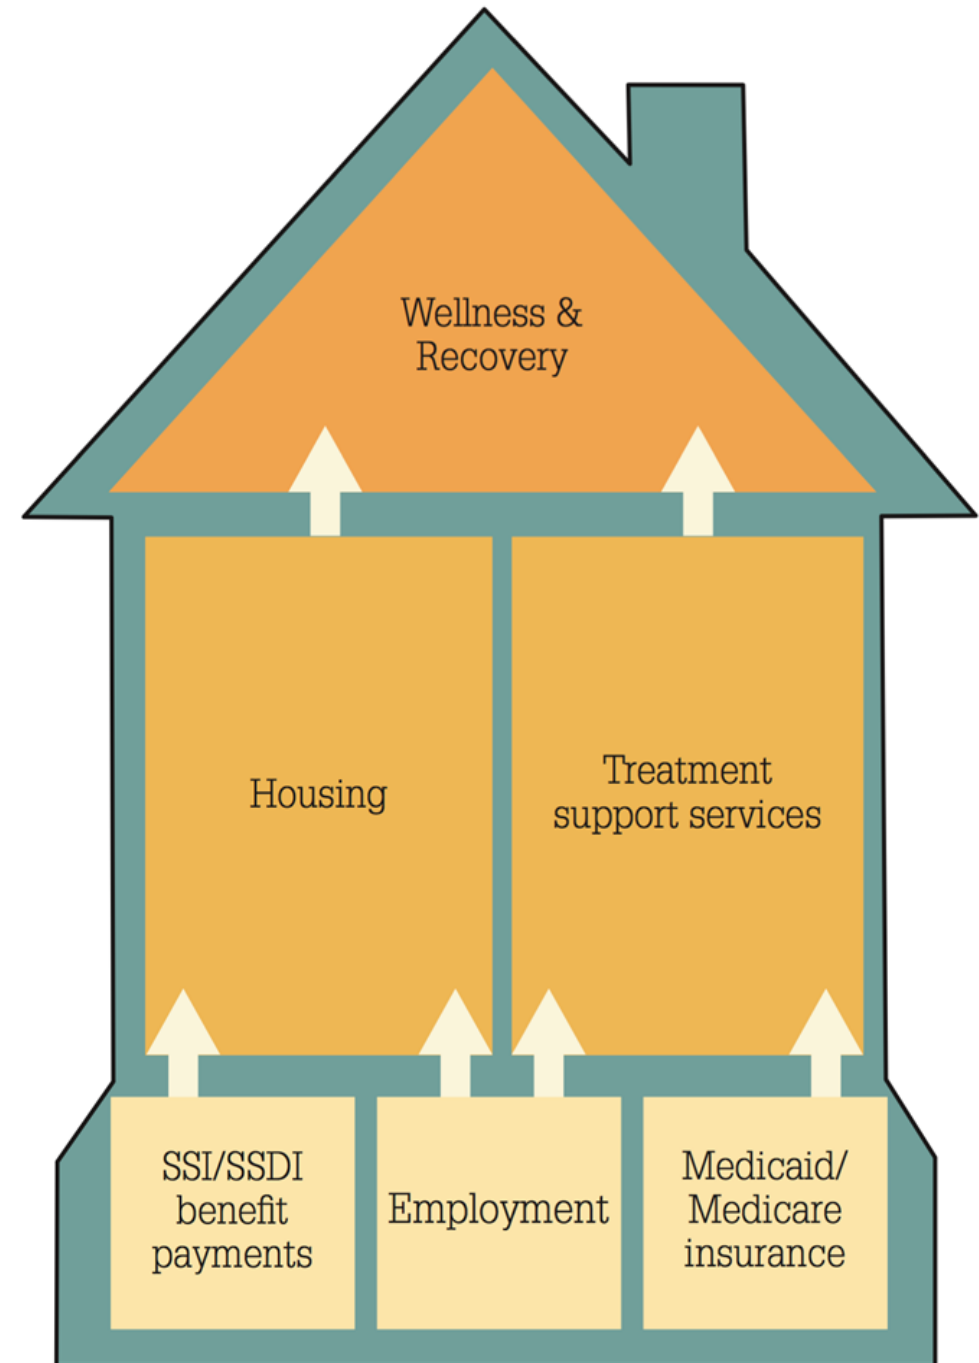 Wellness &
Recovery
Housing
Treatment
support services
SSI/SSDI
benefit
payments
Employment
Medicaid/
Medicare
insurance